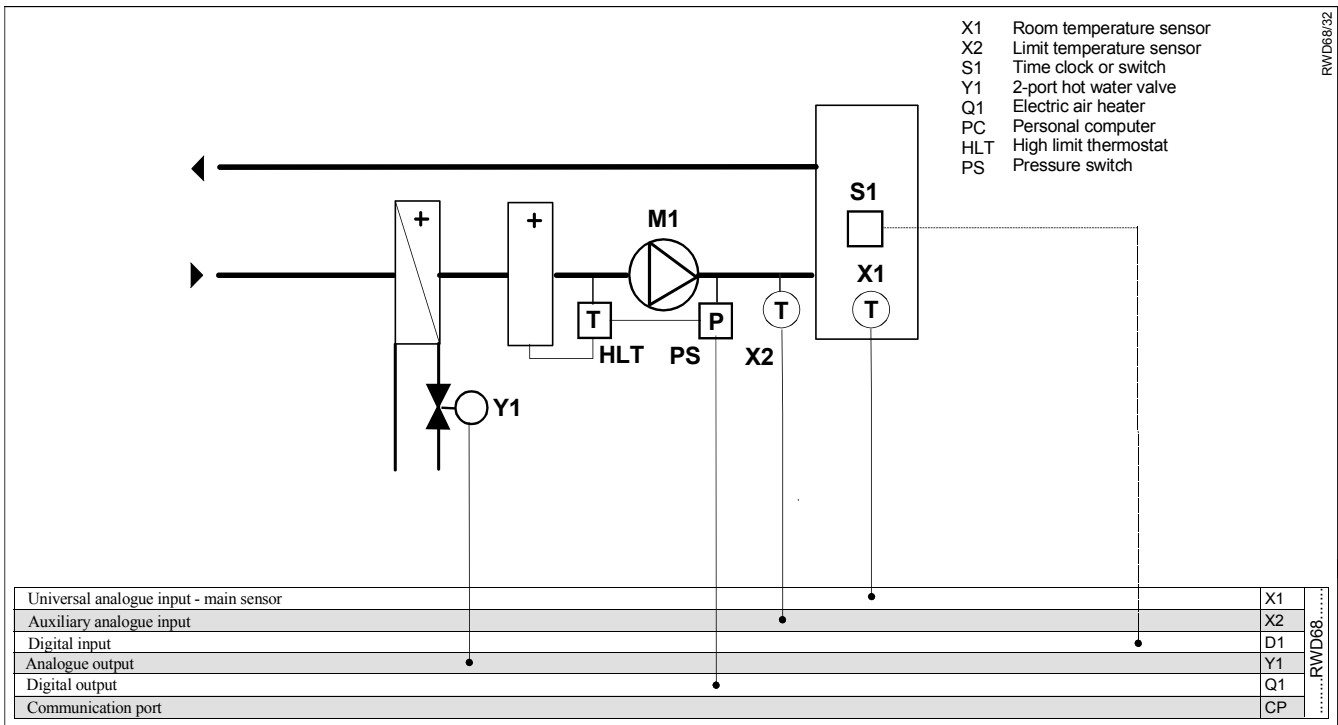 X1 Room temperature sensor
X2 Limit temperature sensor
S1 Time clock or switch
Y1 2-port hot water valve
Q1 Electric air heater
PC Personal computer
HLT High limit thermostat
PS Pressure switch
RWD68/32
S1
M1
+
+
X1
T
P
T
T
HLT
PS
X2
Y1
Universal analogue input - main sensor X1
Auxiliary analogue input X2
Digital input D1
Analogue output Y1
Digital output Q1
Communication port CP
........RWD68.......